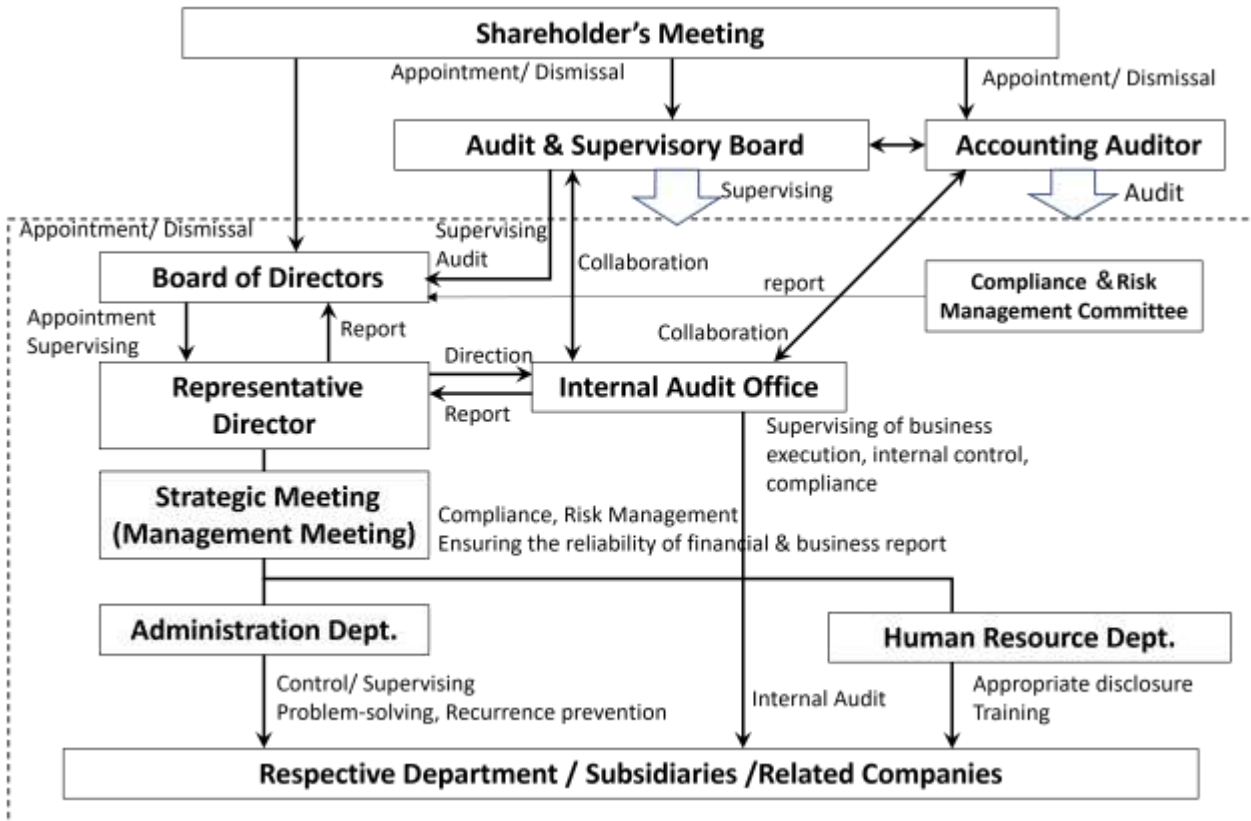 Shareholder's Meeting
Appointment/ Dismissal
Appointment/ Dismissal
Audit & Supervisory Board
Accounting Auditor
Supervising
Audit
Appointment/ Dismissal
Supervising
Audit
Board of Directors
Collaboration
report
Compliance & Risk
Management Committee
Appointment
Supervising
Report
Collaboration
Direction
Representative
Director
Internal Audit Office
Report
Supervising of business
execution, internal control,
compliance
Strategic Meeting
(Management Meeting)
Compliance, Risk Management
Ensuring the reliability of financial & business report
Administration Dept.
Human Resource Dept.
Control/ Supervising
Problem-solving, Recurrence prevention
Internal Audit
Appropriate disclosure
Training
Respective Department / Subsidiaries /Related Companies